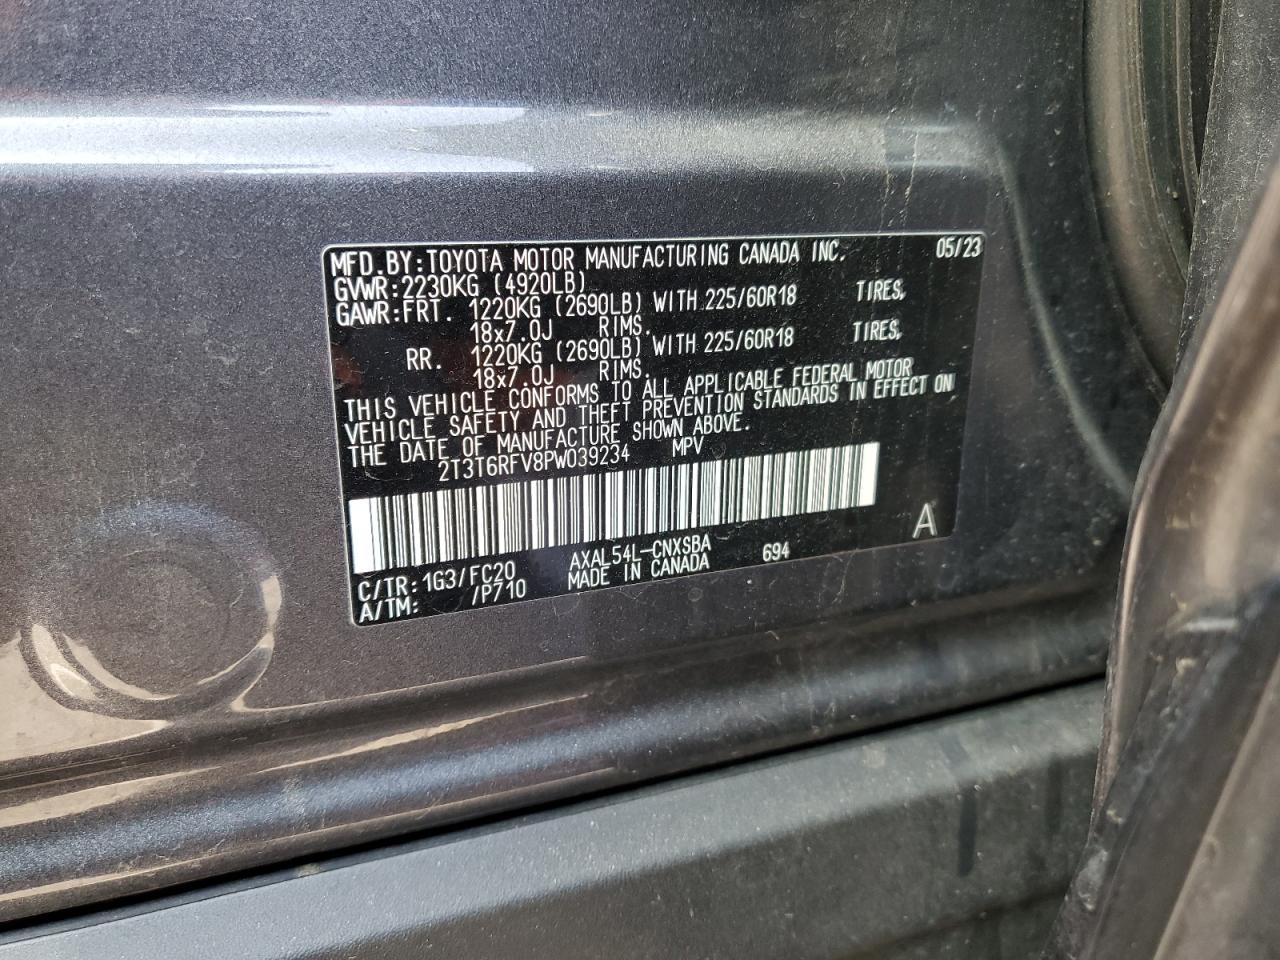 MFD.BY:TOYOTA MOTOR MANUFACTURING CANADA INC. 05/23
GVWR:2230KG (4920LB)
GAWR:FRT. 1220KG (2690LB) WITH 225/60R18 TIRES,
18x7.0J RIMS.
RR. 1220KG (2690LB) WITH 225/60R18 TIRES,
18x7.0J RIMS.
THIS VEHICLE CONFORMS TO ALL APPLICABLE FEDERAL MOTOR
VEHICLE SAFETY AND THEFT PREVENTION STANDARDS IN EFFECT ON
THE DATE OF MANUFACTURE SHOWN ABOVE.
2T3T6RFV8PW039234 MPV
A
C/TR:1G3/FC20 AXAL54L-CNXSBA 694
A/TM: /P710 MADE IN CANADA